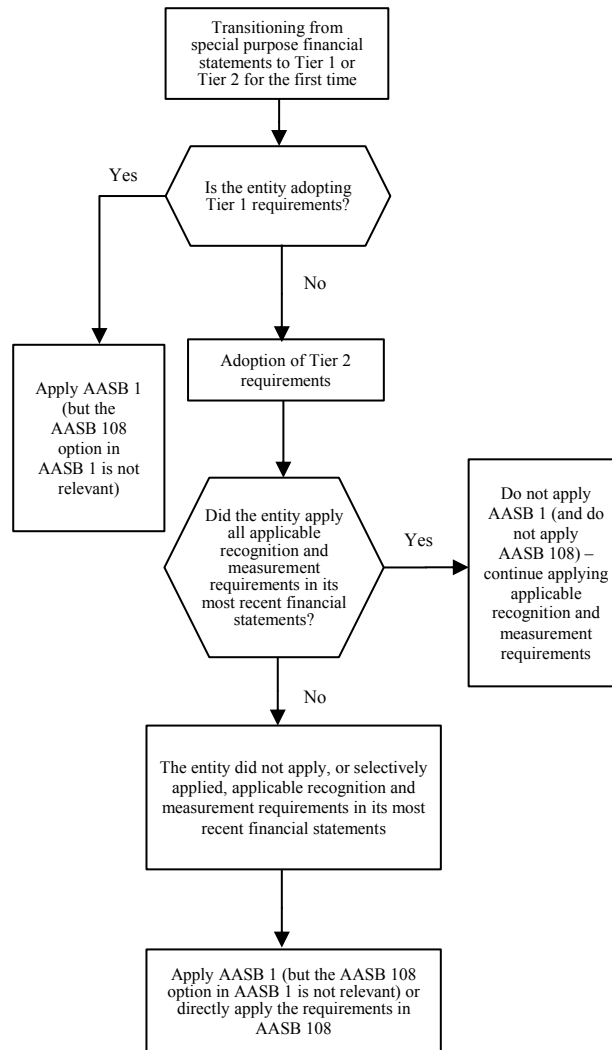 Transitioning from
special purpose financial
statements to Tier 1 or
Tier 2 for the first time
Yes
Is the entity adopting
Tier 1 requirements?
No
Adoption of Tier 2
requirements
Apply AASB 1
(but the
AASB 108
option in
AASB 1 is not
relevant)
Did the entity apply
all applicable
recognition and
measurement
requirements in its
most recent financial
statements?
Yes
Do not apply
AASB 1 (and do
not apply
AASB 108) –
continue applying
applicable
recognition and
measurement
requirements
No
The entity did not apply, or selectively
applied, applicable recognition and
measurement requirements in its most
recent financial statements
Apply AASB 1 (but the AASB 108
option in AASB 1 is not relevant) or
directly apply the requirements in
AASB 108